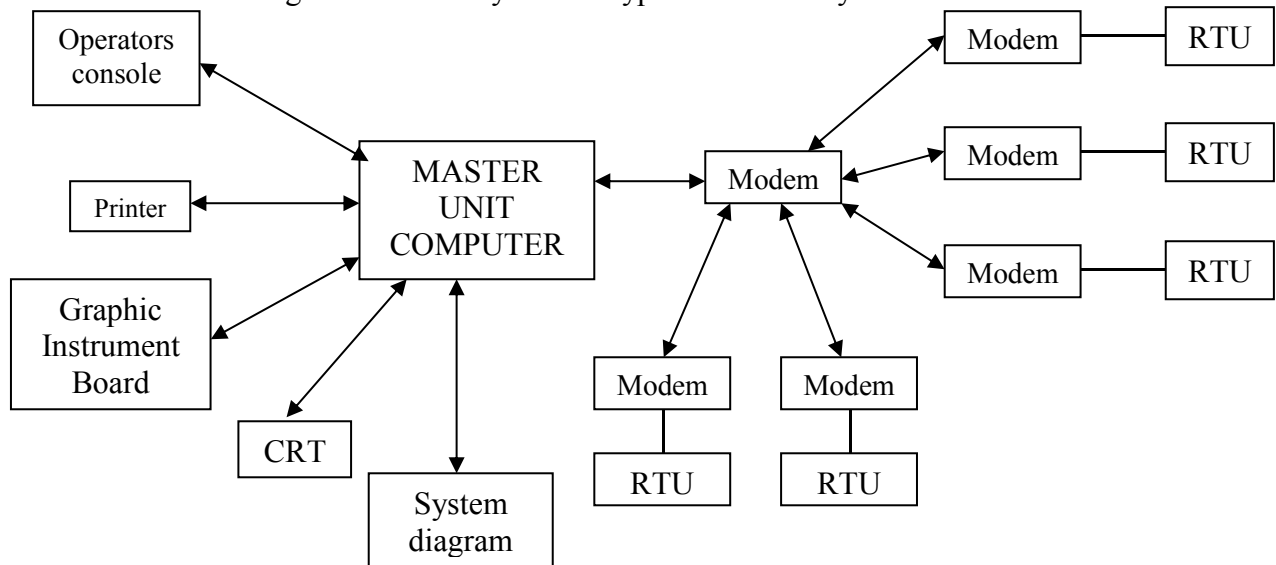 Operators
console
Modem
RTU
MASTER
UNIT
COMPUTER
Modem
Modem
RTU
Printer
Modem
RTU
Graphic
Instrument
Board
Modem
Modem
CRT
RTU
RTU
System
diagram